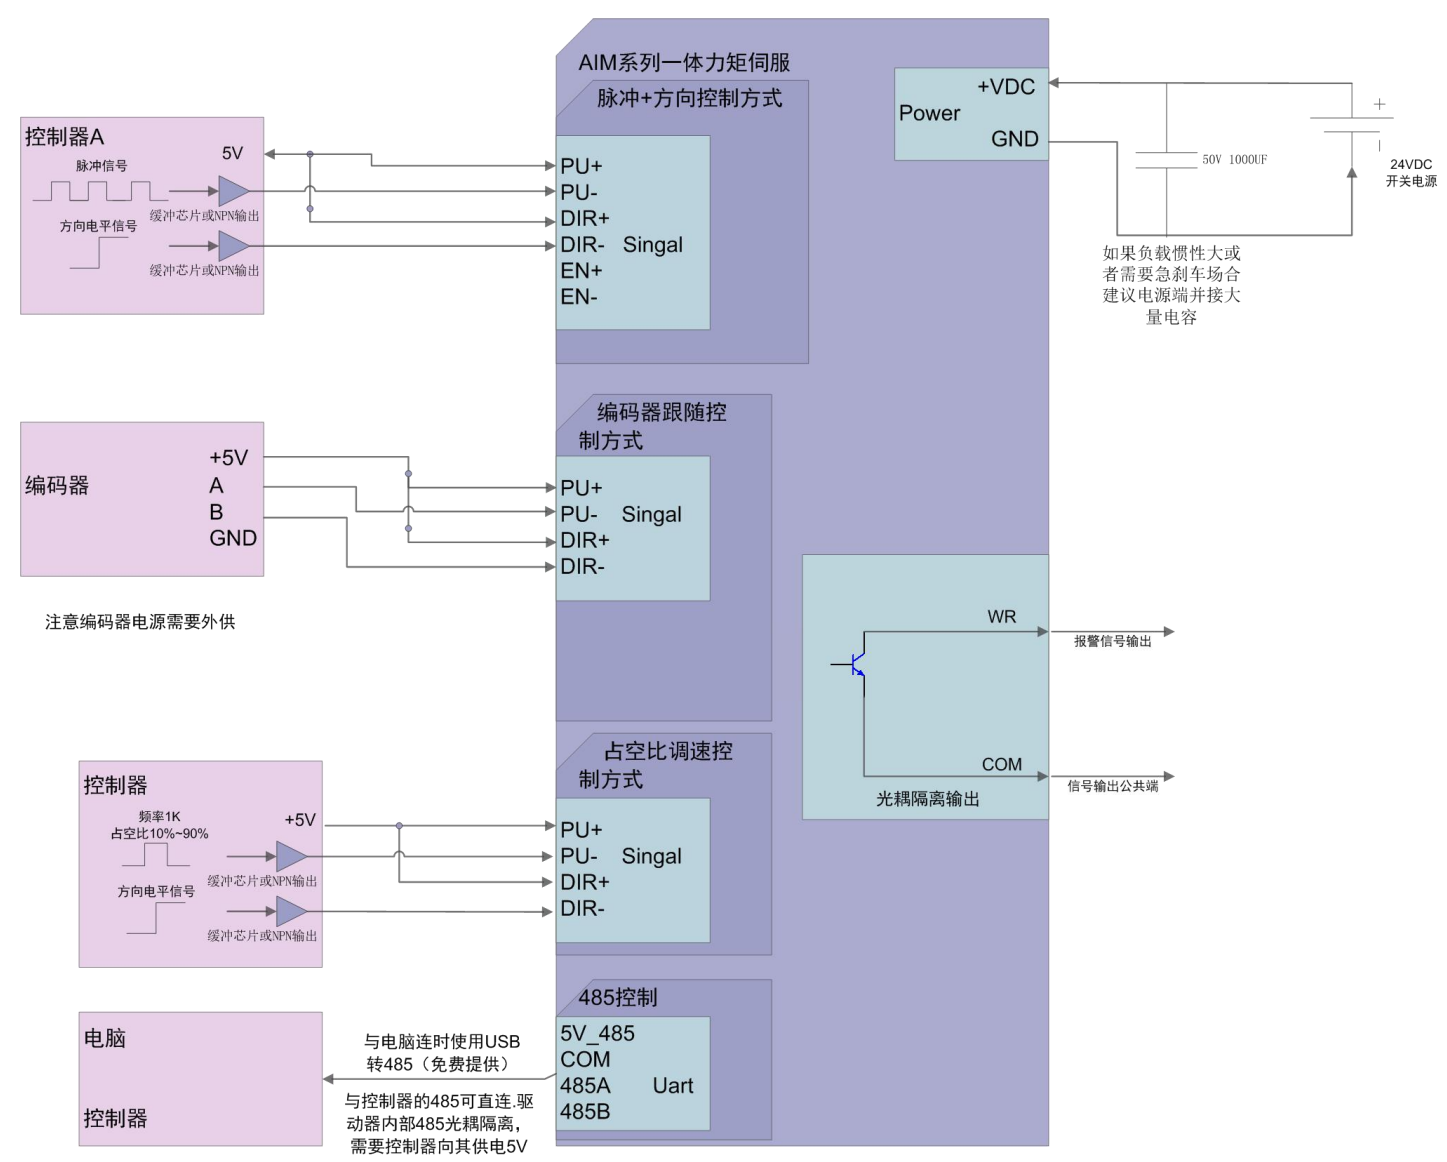 AIM系列一体力矩伺服
脉冲+方向控制方式
控制器A
5V
脉冲信号
缓冲芯片或NPN输出
方向电平信号
缓冲芯片或NPN输出
PU+
PU-
DIR+
DIR-
Singal
EN+
EN-
+VDC
Power
GND
50V 1000UF
+
-
24VDC
开关电源
如果负载惯性大或
者需要急刹车场合
建议电源端并接大
量电容
编码器跟随控
制方式
编码器
+5V
A
B
GND
PU+
PU-
Singal
DIR+
DIR-
注意编码器电源需要外供
WR
报警信号输出
COM
信号输出公共端
光耦隔离输出
占空比调速控
制方式
控制器
频率1K
占空比10%~90%
+5V
缓冲芯片或NPN输出
方向电平信号
缓冲芯片或NPN输出
PU+
PU-
Singal
DIR+
DIR-
485控制
电脑
控制器
与电脑连时使用USB
转485（免费提供）
与控制器的485可直连.驱
动器内部485光耦隔离，
需要控制器向其供电5V
5V_485
COM
485A
Uart
485B